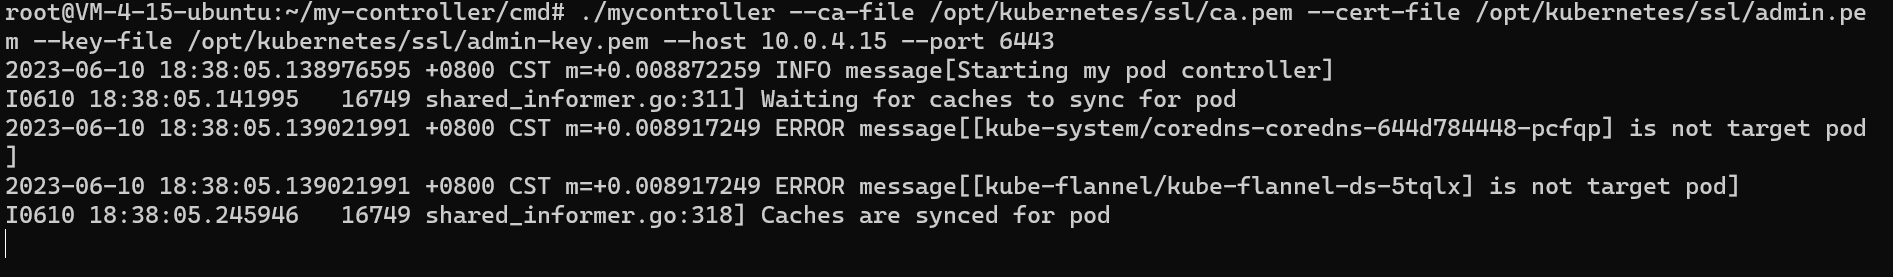 root@VM-4-15-ubuntu:~/my-controller/cmd# ./mycontroller --ca-file /opt/kubernetes/ssl/ca.pem --cert-file /opt/kubernetes/ssl/admin.pe
m --key-file /opt/kubernetes/ssl/admin-key.pem --host 10.0.4.15 --port 6443
2023-06-10 18:38:05.138976595 +0800 CST m=+0.008872259 INFO message[Starting my pod controller]
I0610 18:38:05.141995   16749 shared_informer.go:311] Waiting for caches to sync for pod
2023-06-10 18:38:05.139021991 +0800 CST m=+0.008917249 ERROR message[[kube-system/coredns-coredns-644d784448-pcfqp] is not target pod
]
2023-06-10 18:38:05.139021991 +0800 CST m=+0.008917249 ERROR message[[kube-flannel/kube-flannel-ds-5tqlx] is not target pod]
I0610 18:38:05.245946   16749 shared_informer.go:318] Caches are synced for pod